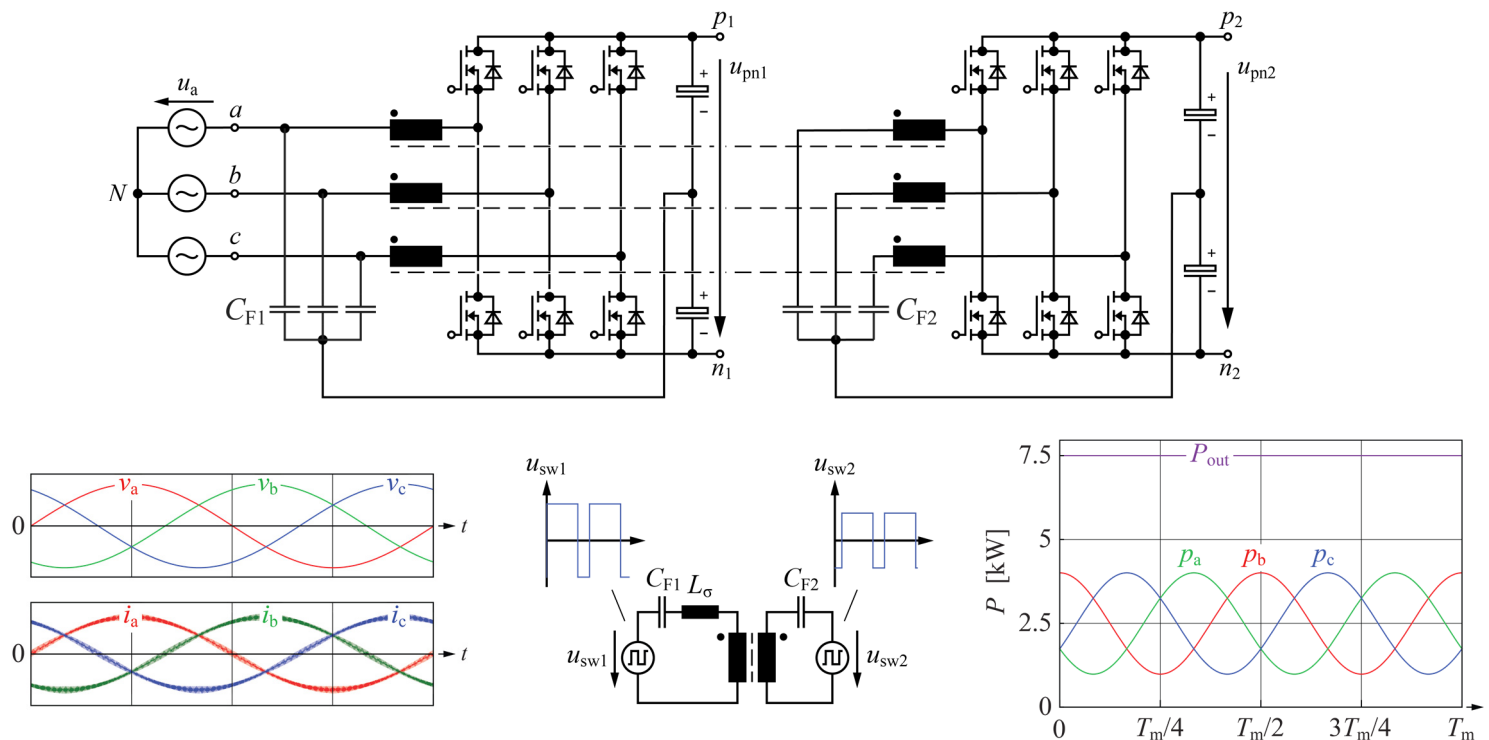 p1
p2
ua
a
upn1
upn2
+
−
+
−
N
b
c
+
−
+
−
CF1
CF2
n1
n2
va
vb
vc
0
t
ia
ib
ic
0
t
usw1
usw2
CF1
Lσ
CF2
usw1
usw2
7.5
Pout
5
P [kW]
pa
pb
pc
2.5
0
0
Tm/4
Tm/2
3Tm/4
Tm